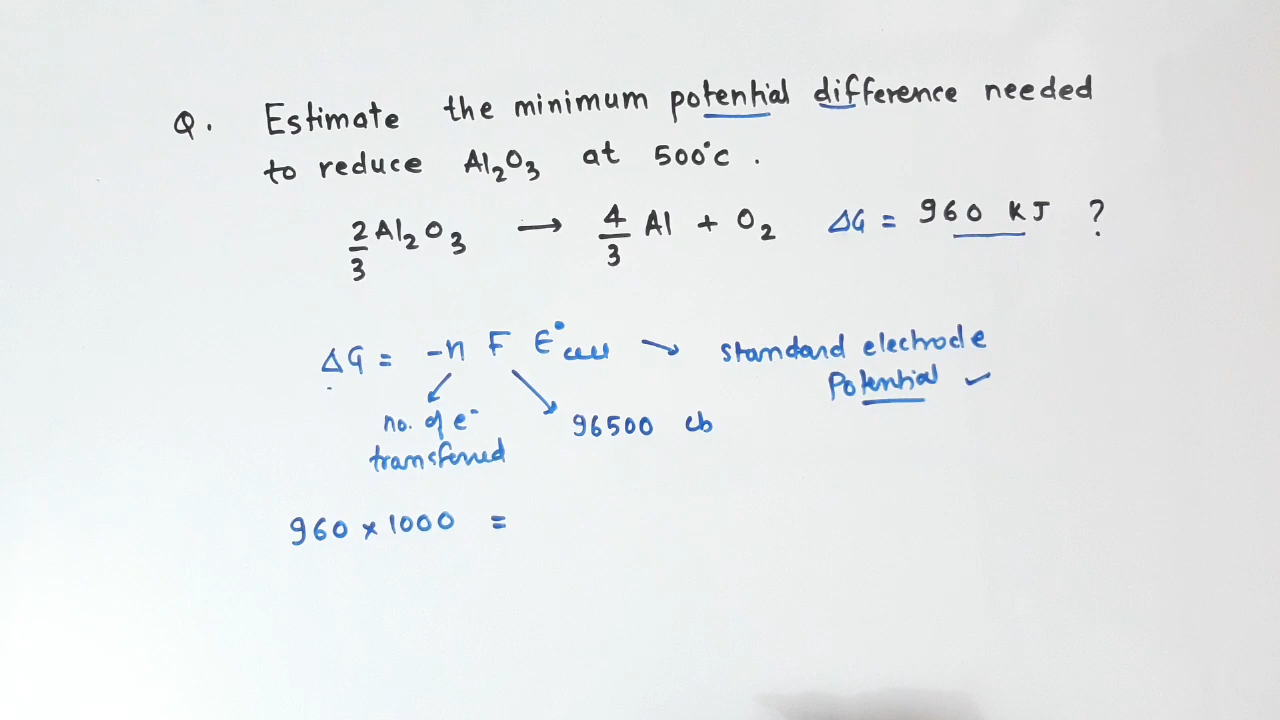 Q. Estimate the minimum potential difference needed
to reduce Al₂O₃ at 500°C .
2/3 Al₂O₃ → 4/3 Al + O₂ ΔG = 960 KJ ?
ΔG = -n F E°cell → standard electrode
Potential ✓
no. of e⁻ 96500 cb
transferred
960 × 1000 =